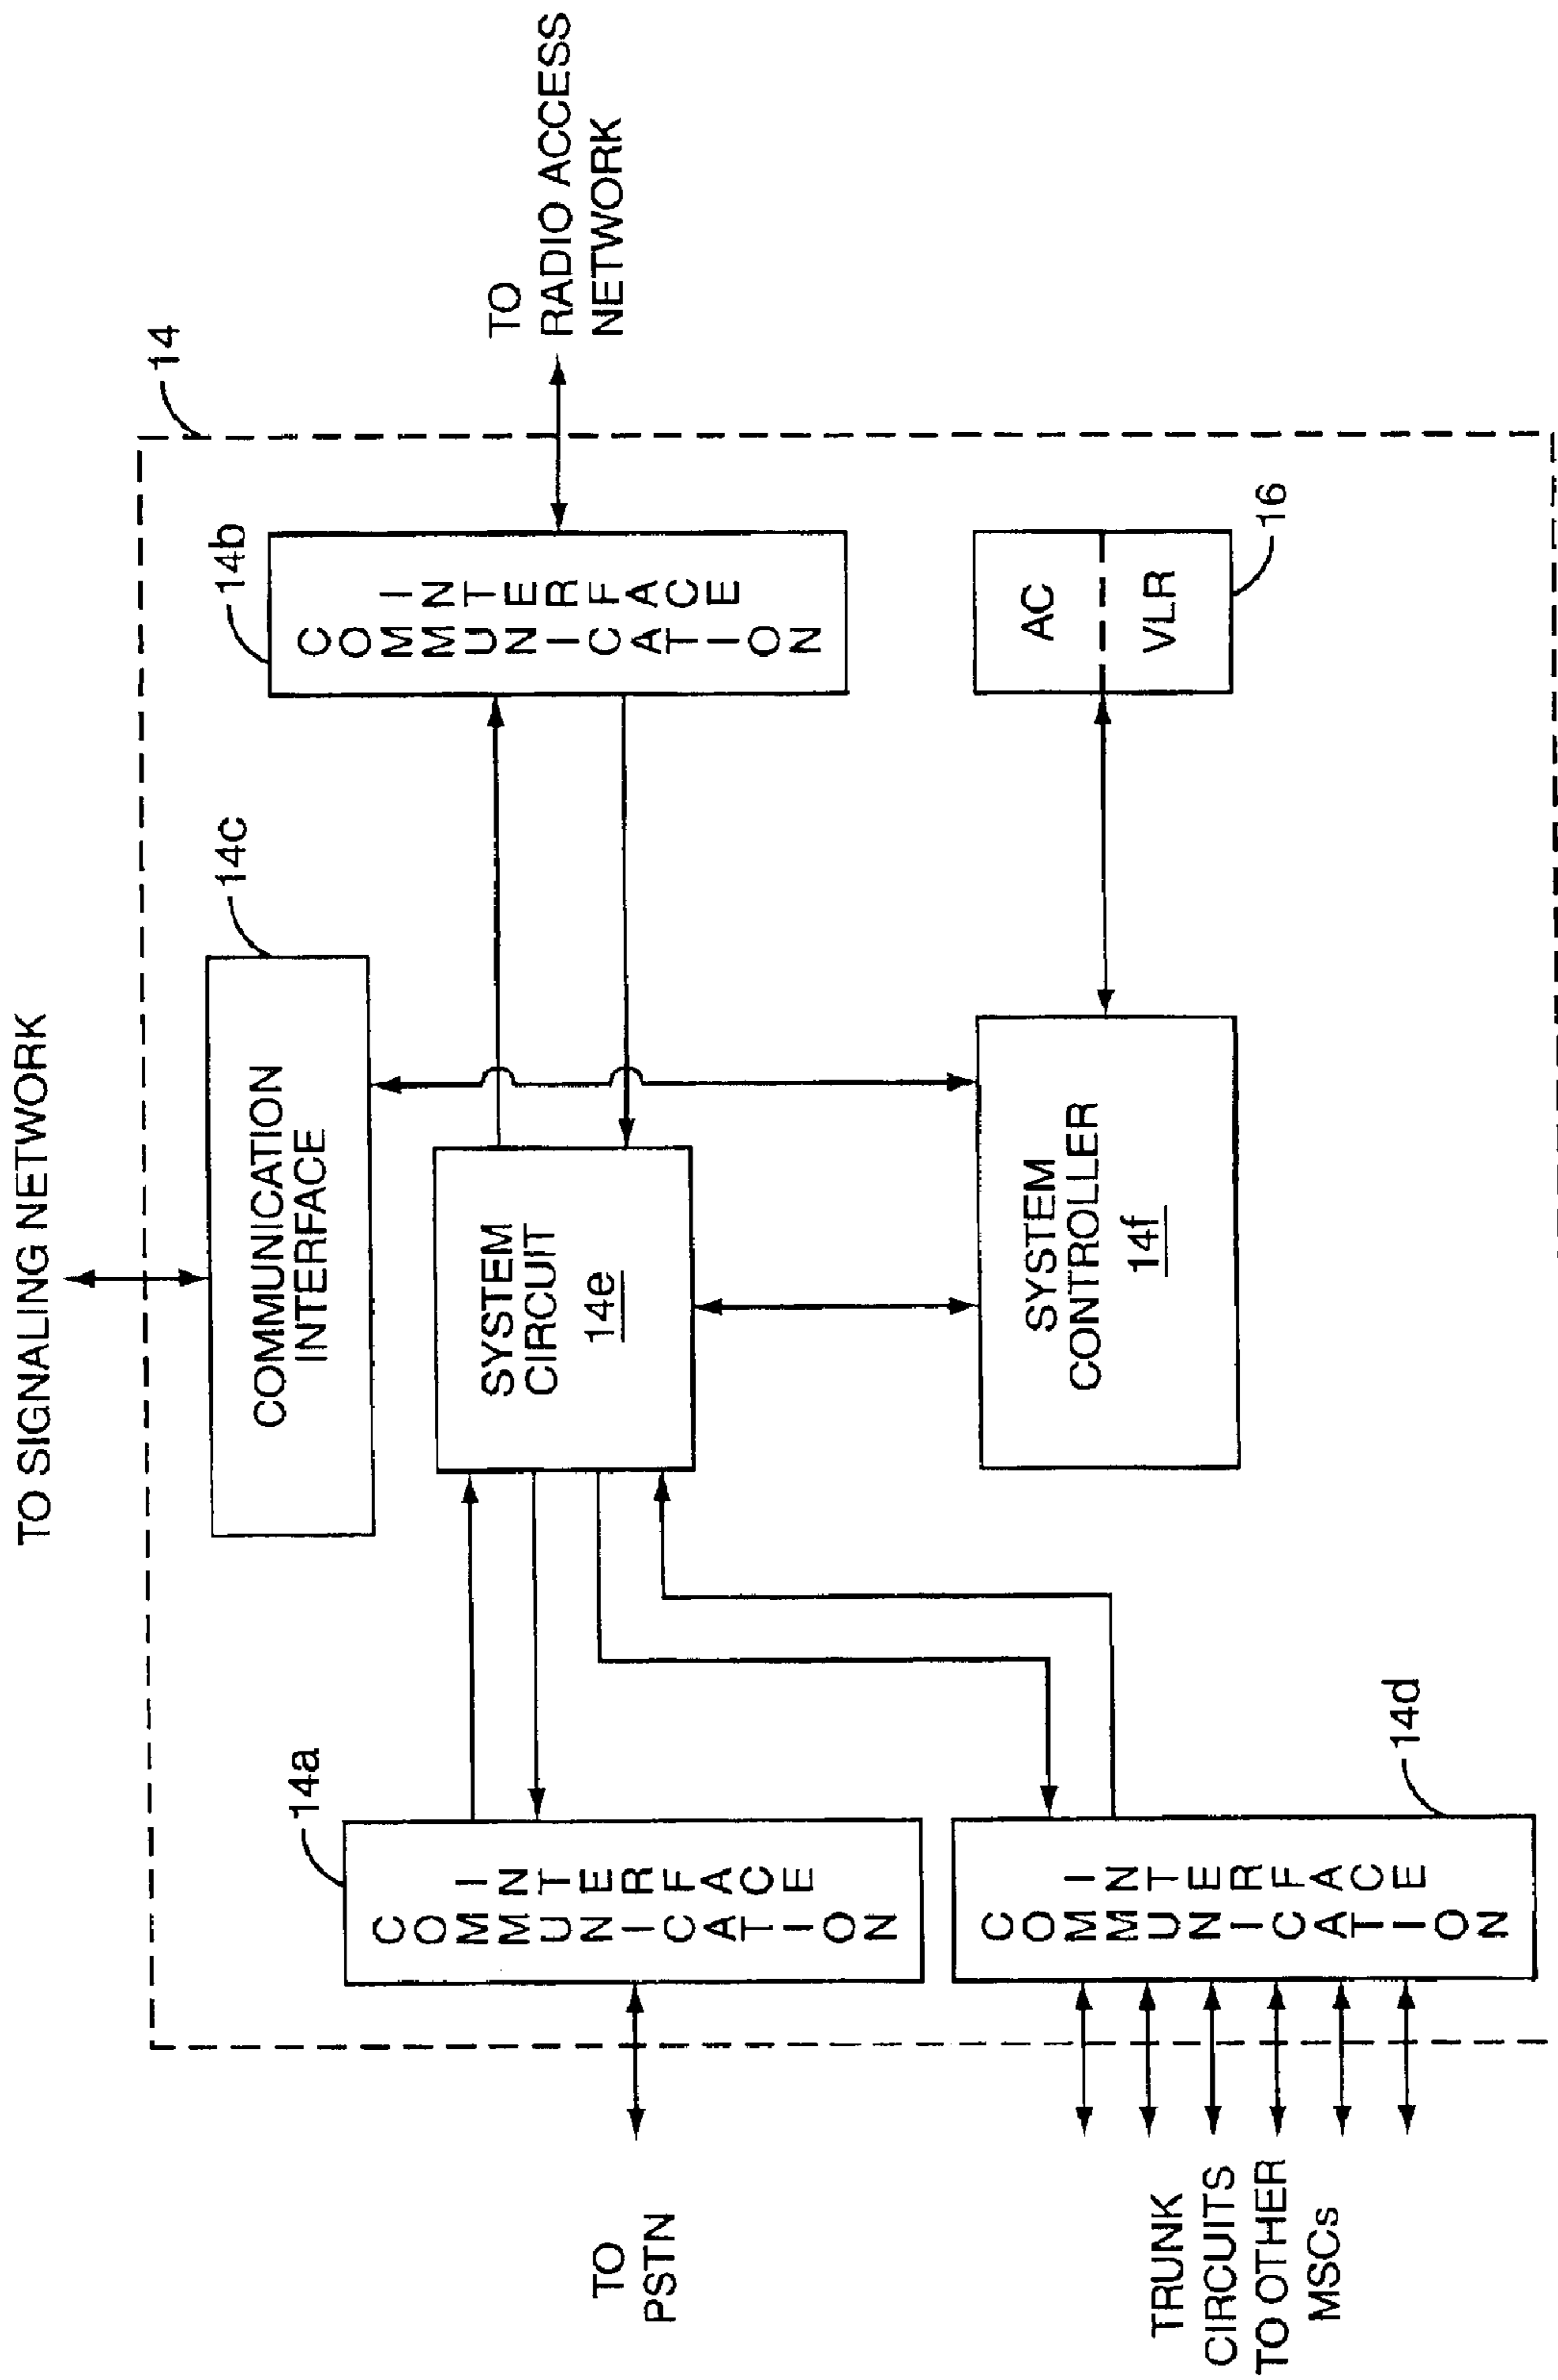 TO SIGNALING NETWORK
14
14c
COMMUNICATION
INTERFACE
14b
COMMUNICATION
INTERFACE
TO
RADIO ACCESS
NETWORK
14a
COMMUNICATION
INTERFACE
TO
PSTN
SYSTEM
CIRCUIT
14e
SYSTEM
CONTROLLER
14f
AC
VLR
16
COMMUNICATION
INTERFACE
14d
TRUNK
CIRCUITS
TO OTHER
MSCs